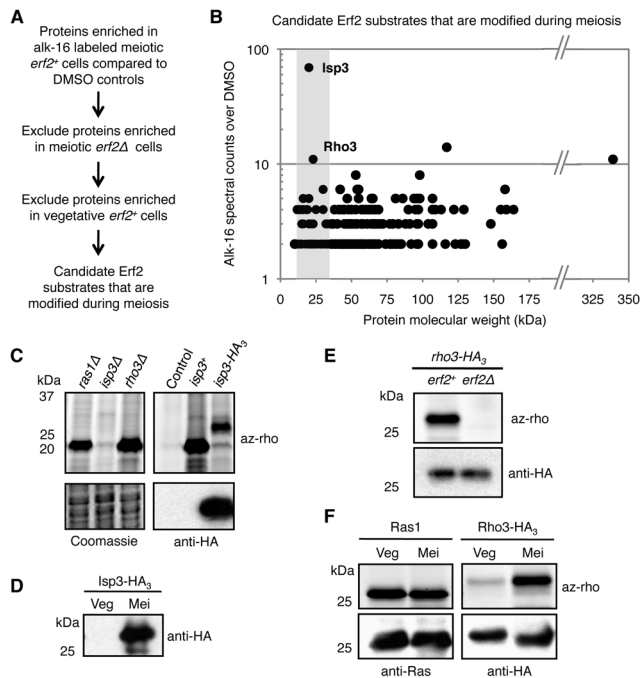 A
Proteins enriched in
alk-16 labeled meiotic
erf2+ cells compared to
DMSO controls
Exclude proteins enriched
in meiotic erf2Δ cells
Exclude proteins enriched
in vegetative erf2+ cells
Candidate Erf2
substrates that are
modified during meiosis
B
Candidate Erf2 substrates that are modified during meiosis
Alk-16 spectral counts over DMSO
100
10
1
Isp3
Rho3
0 25 50 75 100 125 150 175 325 350
Protein molecular weight (kDa)
C
ras1Δ isp3Δ rho3Δ Control isp3+ isp3-HA3
kDa
37
25
20
az-rho
Coomassie anti-HA
D
Isp3-HA3
Veg Mei
kDa
25
anti-HA
E
rho3-HA3
erf2+ erf2Δ
kDa
25
az-rho
25
anti-HA
F
Ras1 Rho3-HA3
Veg Mei Veg Mei
kDa
25
az-rho
25
anti-Ras anti-HA